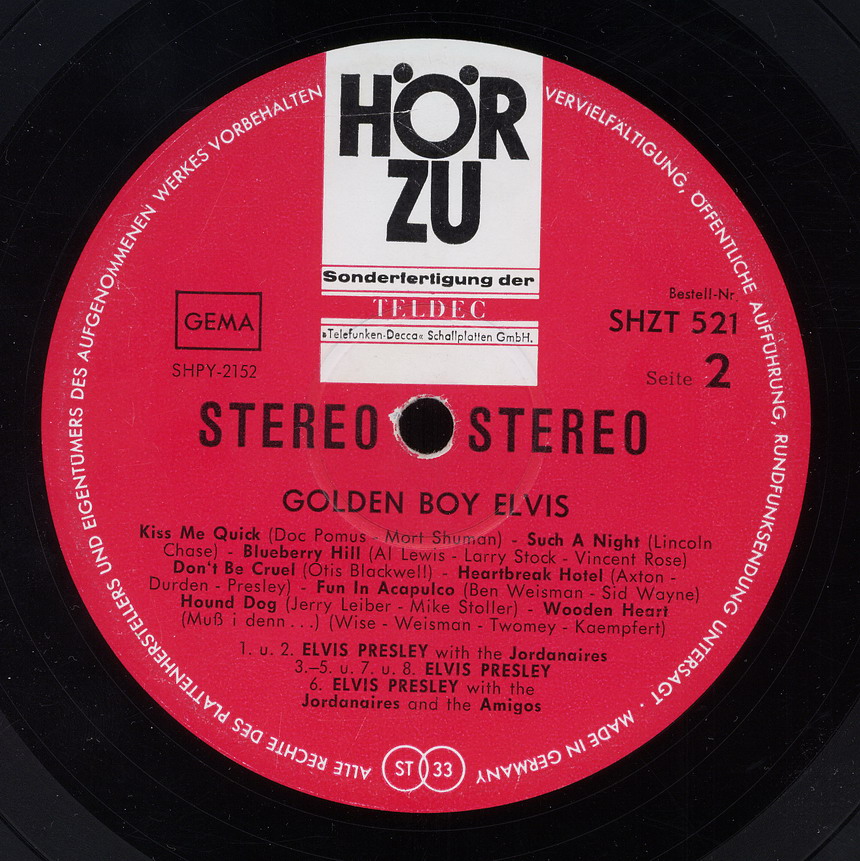 HÖR
ZU
Sonderfertigung der
TELDEC
»Telefunken-Decca« Schallplatten GmbH.
GEMA
SHPY-2152
Bestell-Nr.
SHZT 521
Seite 2
STEREO STEREO
GOLDEN BOY ELVIS
Kiss Me Quick (Doc Pomus - Mort Shuman) - Such A Night (Lincoln
Chase) - Blueberry Hill (Al Lewis - Larry Stock - Vincent Rose)
Don't Be Cruel (Otis Blackwell) - Heartbreak Hotel (Axton -
Durden - Presley) - Fun In Acapulco (Ben Weisman - Sid Wayne)
Hound Dog (Jerry Leiber - Mike Stoller) - Wooden Heart
(Muß i denn ...) (Wise - Weisman - Twomey - Kaempfert)
1. u. 2. ELVIS PRESLEY with the Jordanaires
3.–5. u. 7. u. 8. ELVIS PRESLEY
6. ELVIS PRESLEY with the
Jordanaires and the Amigos
ST 33
ALLE RECHTE DES PLATTENHERSTELLERS UND EIGENTÜMERS DES AUFGENOMMENEN WERKES VORBEHALTEN
VERVIELFÄLTIGUNG, ÖFFENTLICHE AUFFÜHRUNG, RUNDFUNKSENDUNG UNTERSAGT · MADE IN GERMANY